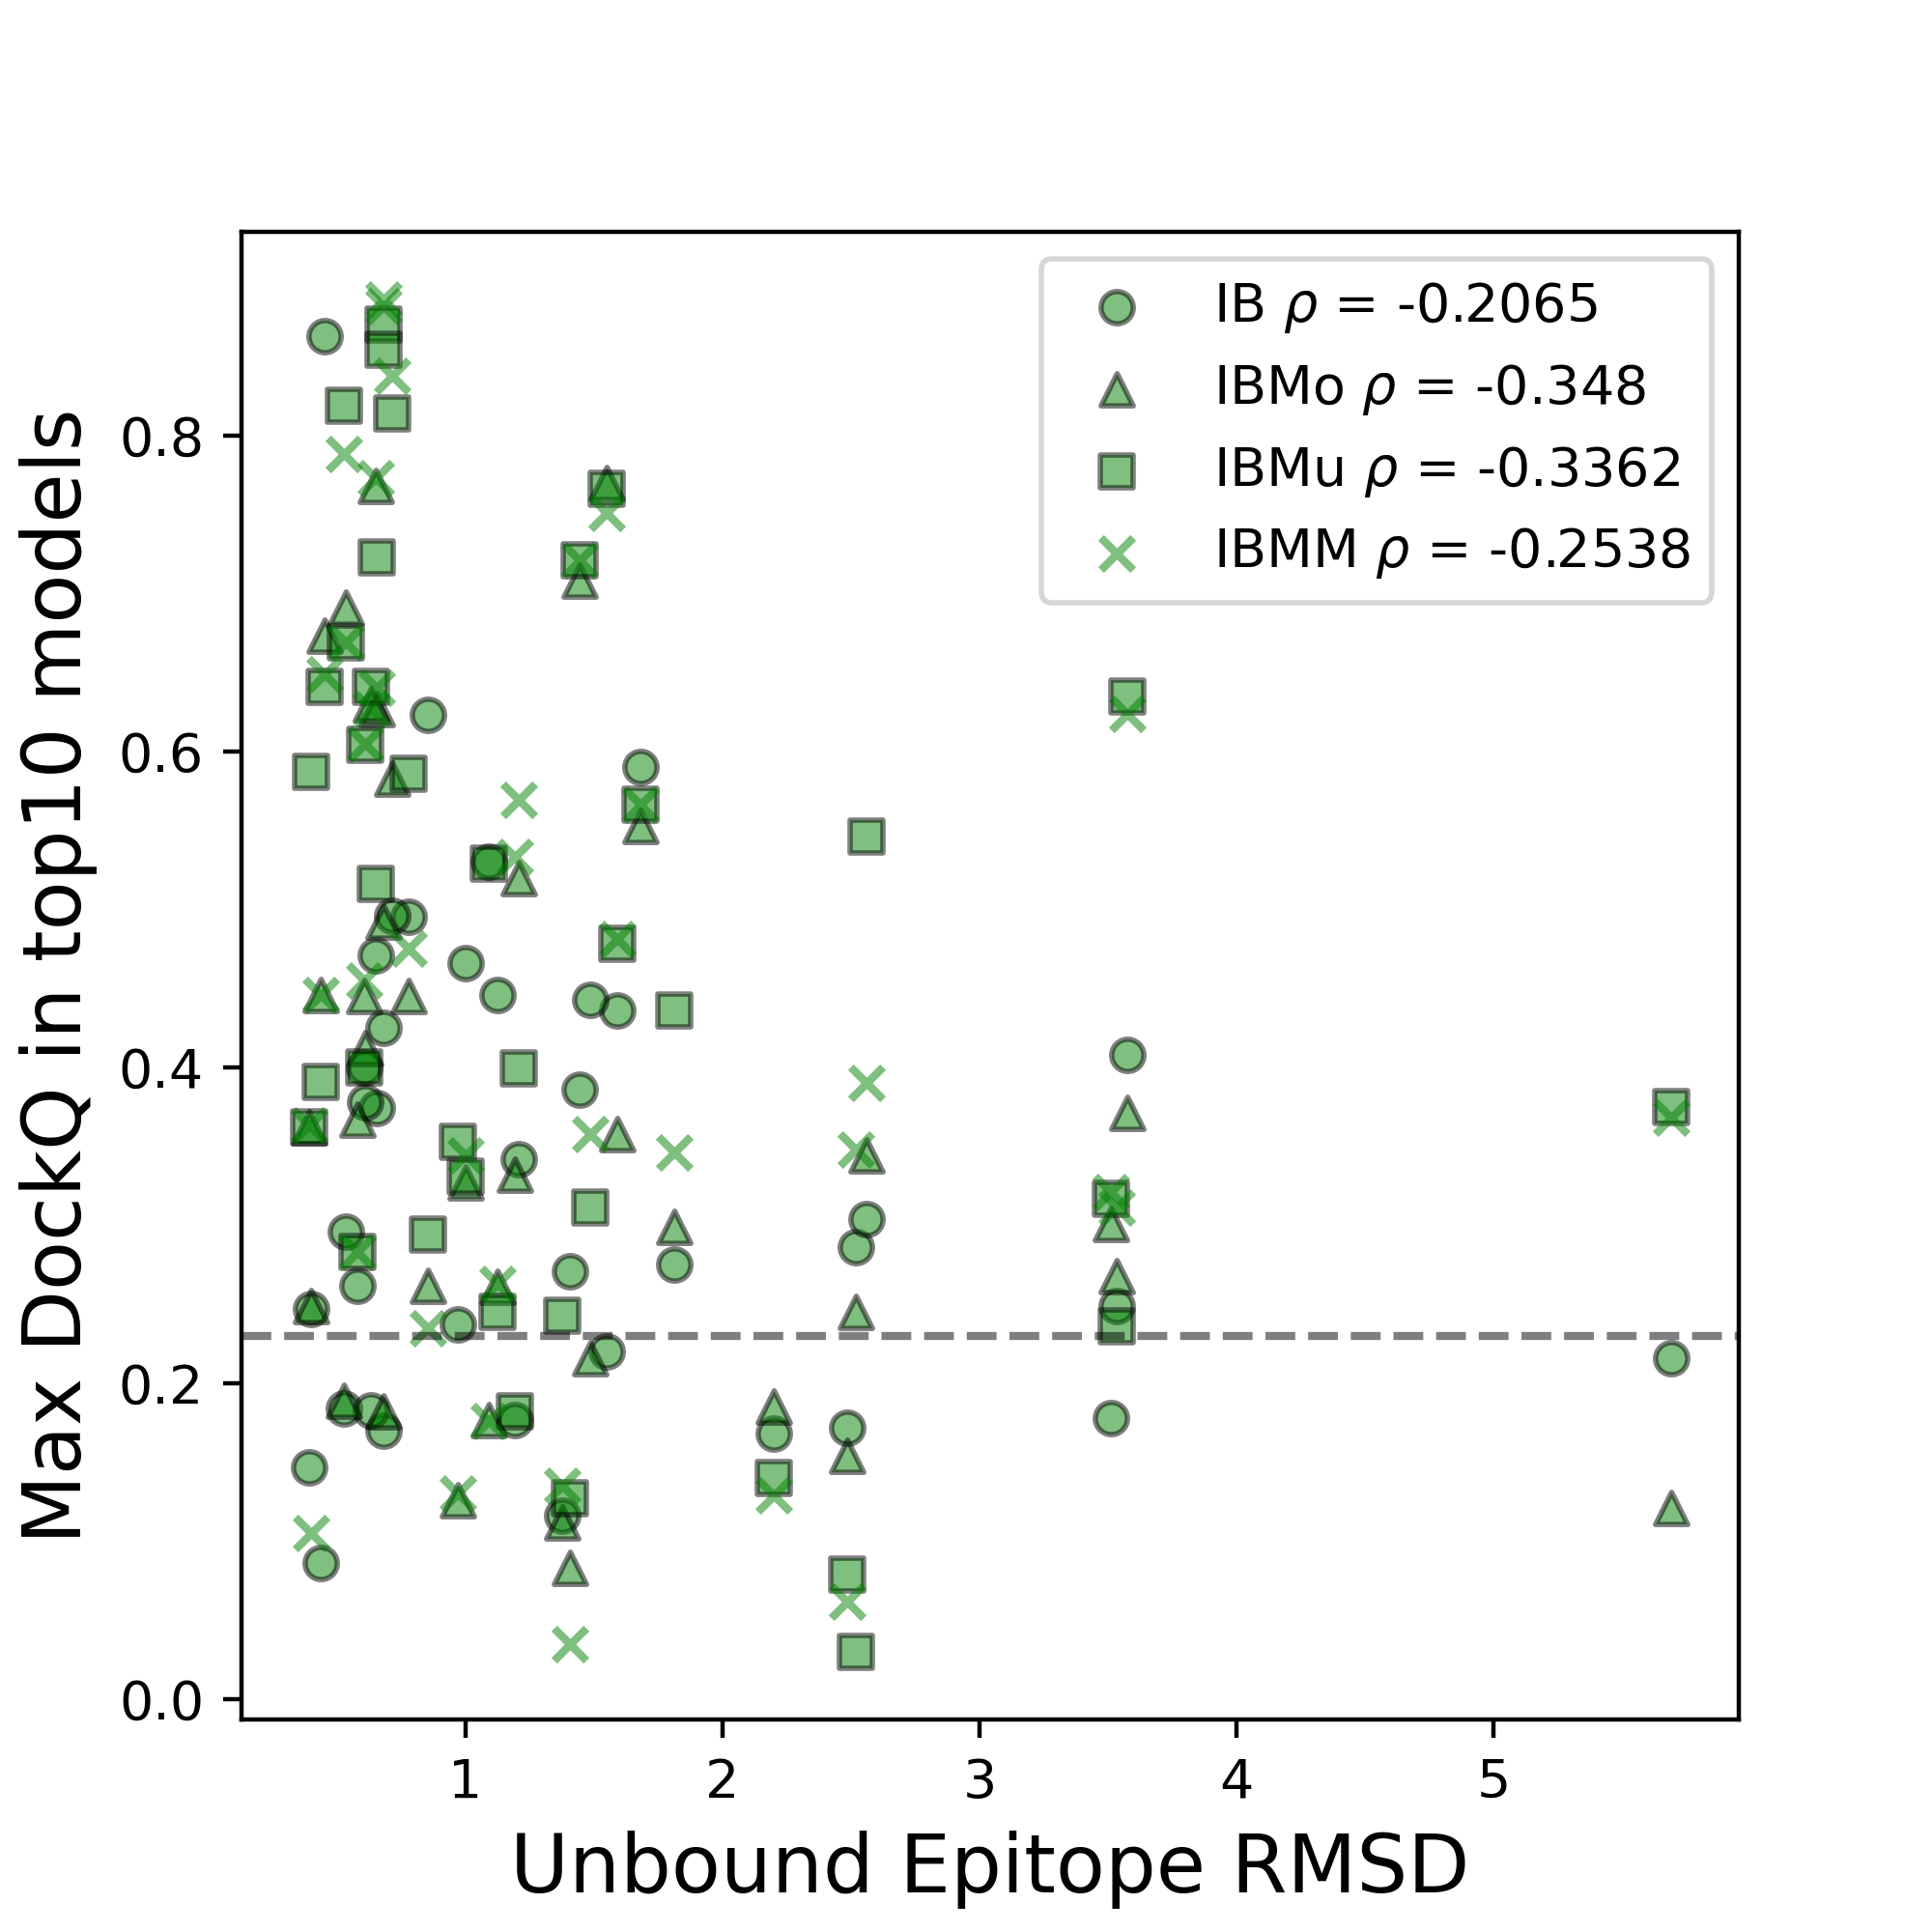 IB ρ = -0.2065
IBMo ρ = -0.348
IBMu ρ = -0.3362
IBMM ρ = -0.2538
Max DockQ in top10 models
0.8
0.6
0.4
0.2
0.0
1 2 3 4 5
Unbound Epitope RMSD